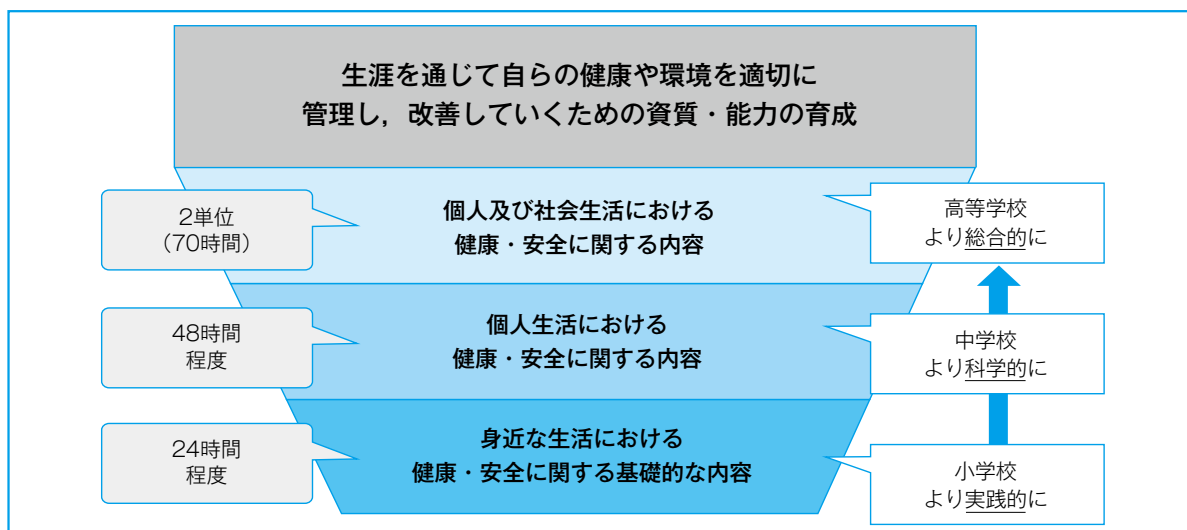 生涯を通じて自らの健康や環境を適切に
管理し，改善していくための資質・能力の育成
2単位
（70時間）
個人及び社会生活における
健康・安全に関する内容
高等学校
より総合的に
48時間
程度
個人生活における
健康・安全に関する内容
中学校
より科学的に
24時間
程度
身近な生活における
健康・安全に関する基礎的な内容
小学校
より実践的に